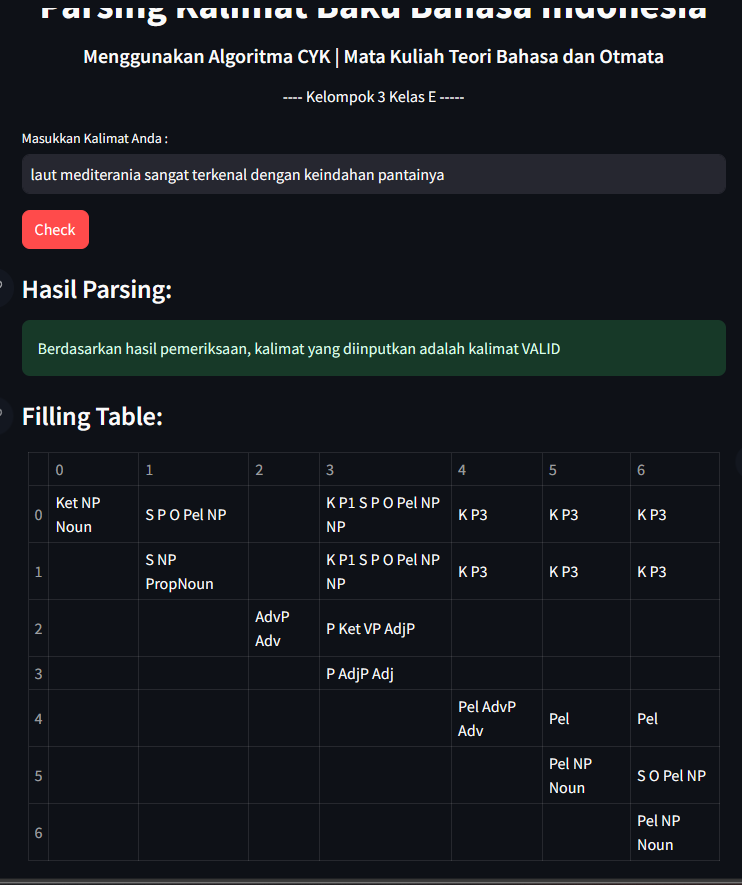 Parsing Kalimat Baku Bahasa Indonesia
Menggunakan Algoritma CYK | Mata Kuliah Teori Bahasa dan Otmata
---- Kelompok 3 Kelas E -----
Masukkan Kalimat Anda :
laut mediterania sangat terkenal dengan keindahan pantainya
Check
Hasil Parsing:
Berdasarkan hasil pemeriksaan, kalimat yang diinputkan adalah kalimat VALID
Filling Table:
0 1 2 3 4 5 6
0 Ket NP Noun S P O Pel NP K P1 S P O Pel NP NP K P3 K P3 K P3
1 S NP PropNoun K P1 S P O Pel NP NP K P3 K P3 K P3
2 AdvP Adv P Ket VP AdjP
3 P AdjP Adj
4 Pel AdvP Adv Pel Pel
5 Pel NP Noun S O Pel NP
6 Pel NP Noun